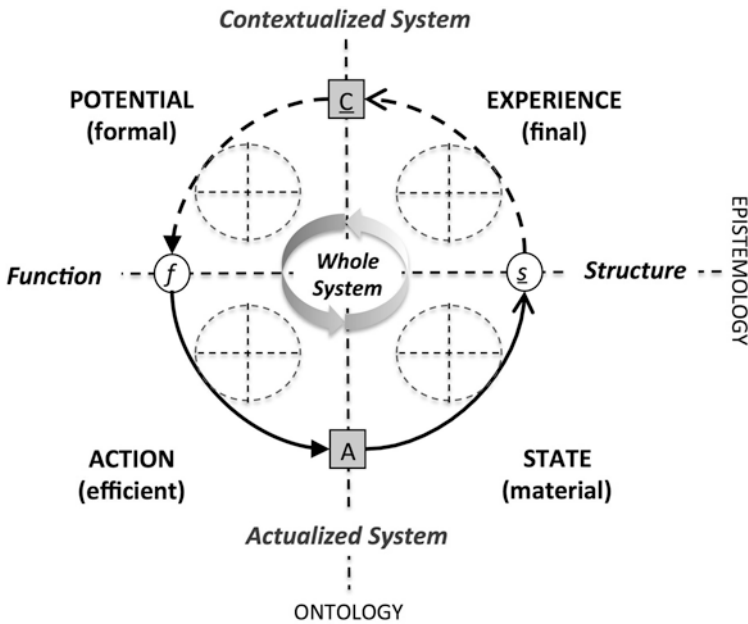 Contextualized System
POTENTIAL
(formal)
C
EXPERIENCE
(final)
Function
f
Whole
System
s
Structure
EPISTEMOLOGY
ACTION
(efficient)
A
STATE
(material)
Actualized System
ONTOLOGY